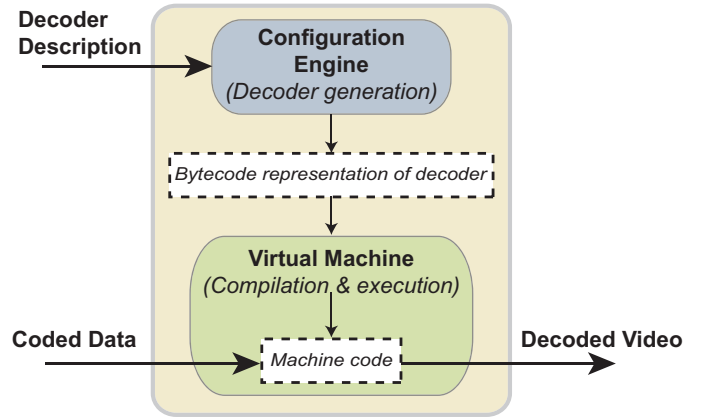 Decoder
Description
Configuration
Engine
(Decoder generation)
Bytecode representation of decoder
Virtual Machine
(Compilation & execution)
Coded Data
Machine code
Decoded Video